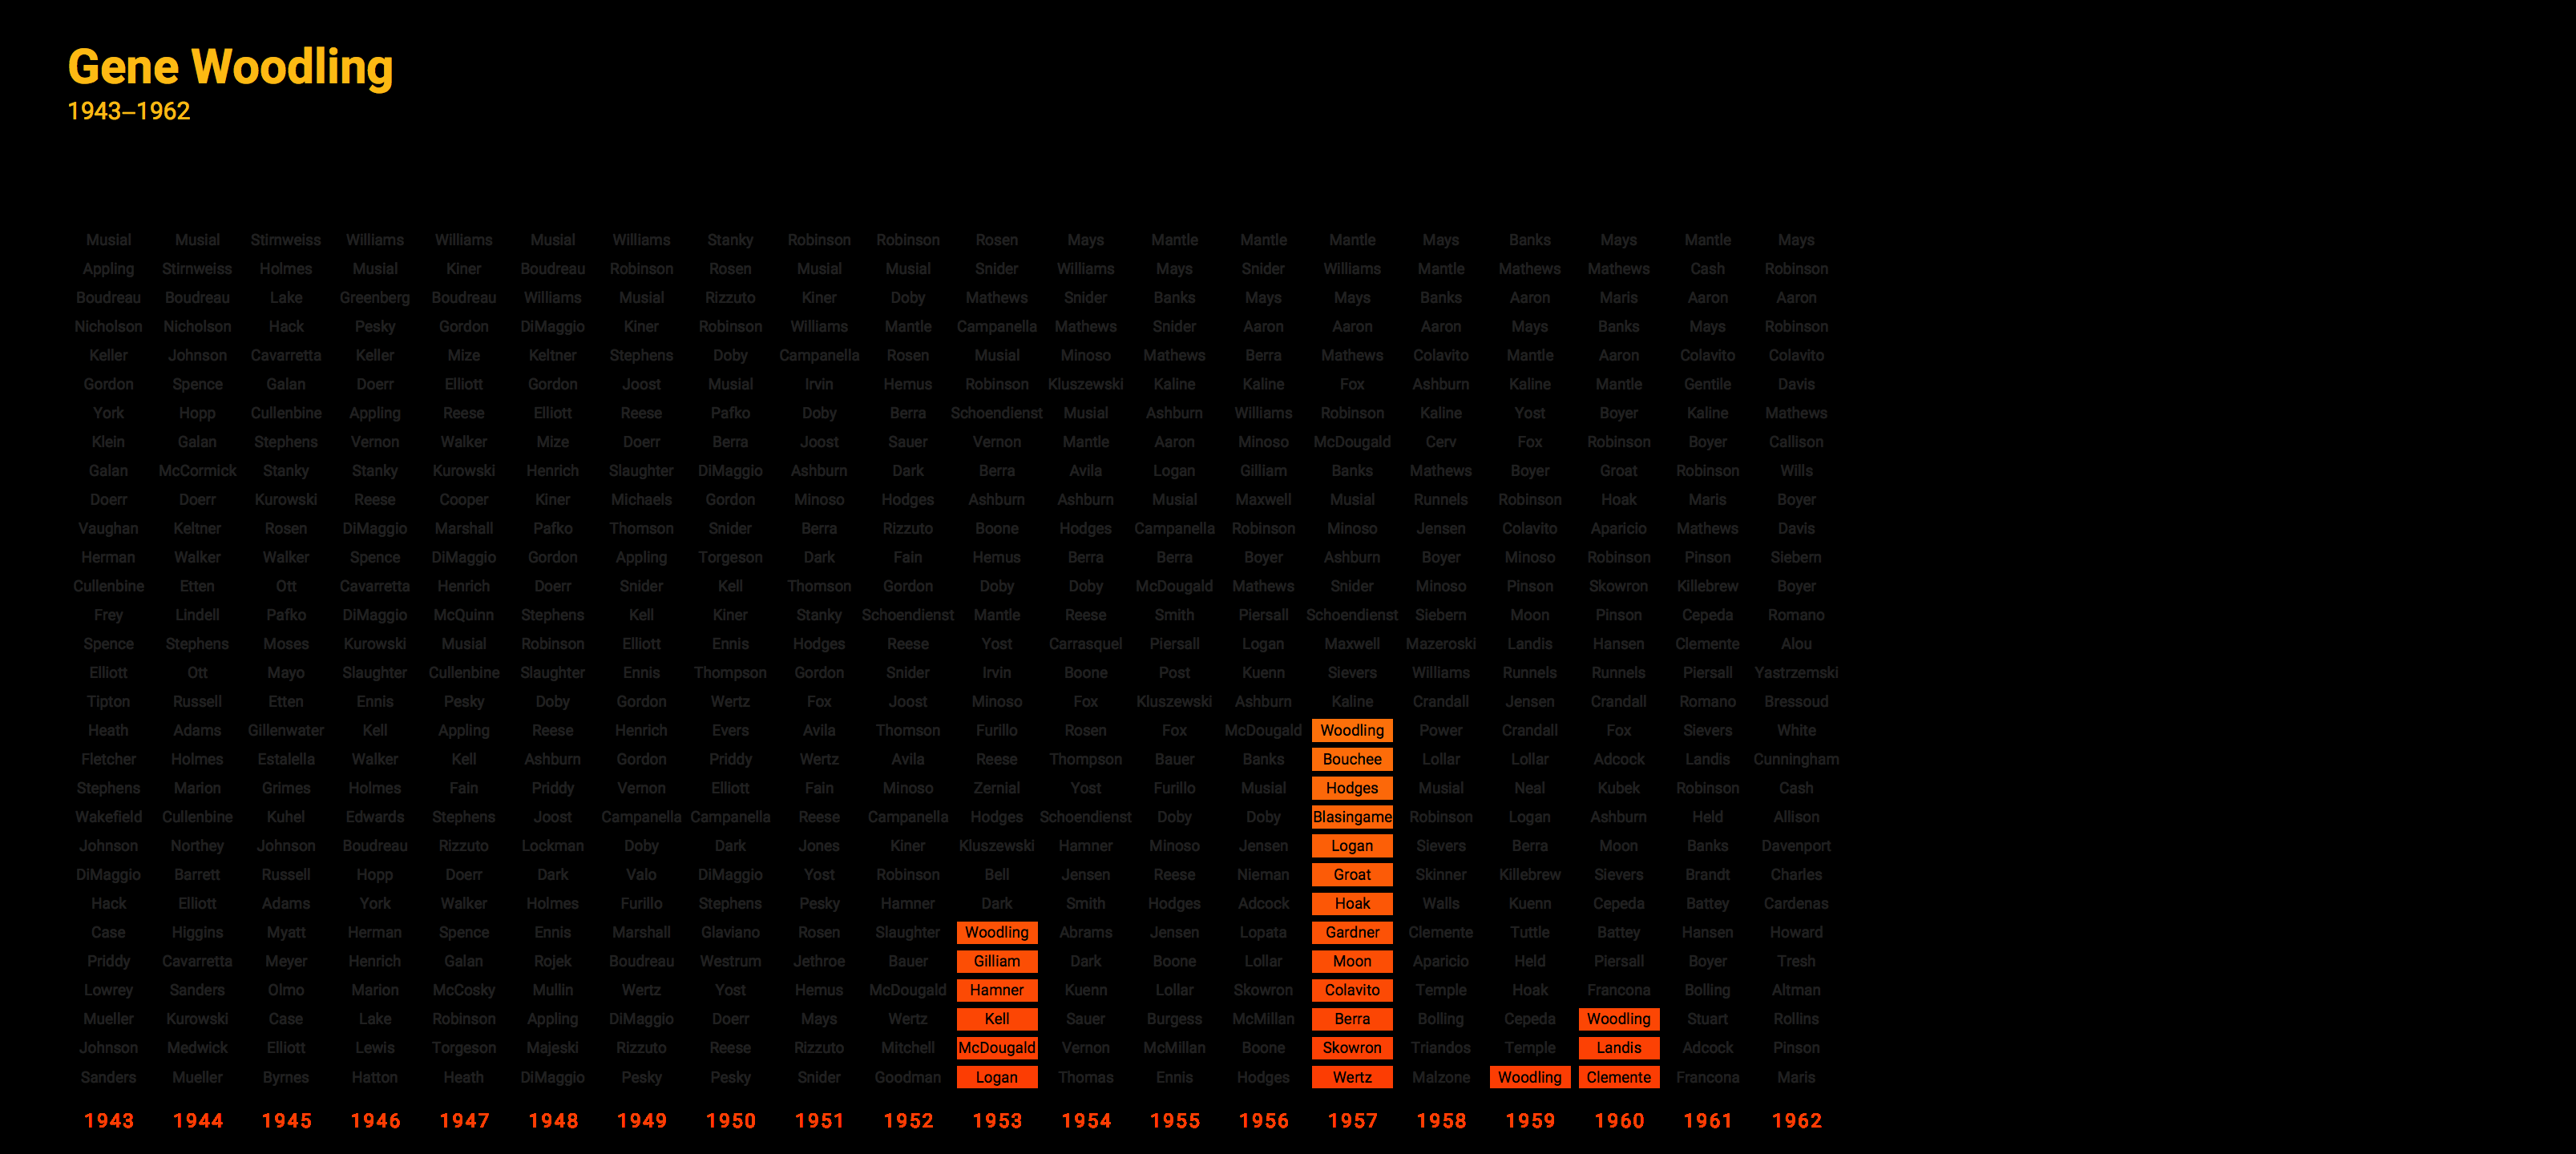 Gene Woodling
1943–1962
Musial Musial Stirnweiss Williams Williams Musial Williams Stanky Robinson Robinson Rosen Mays Mantle Mantle Mantle Mays Banks Mays Mantle Mays
Appling Stirnweiss Holmes Musial Kiner Boudreau Robinson Rosen Musial Musial Snider Williams Mays Snider Williams Mantle Mathews Mathews Cash Robinson
Boudreau Boudreau Lake Greenberg Boudreau Williams Musial Rizzuto Kiner Doby Mathews Snider Banks Mays Mays Banks Aaron Maris Aaron Aaron
Nicholson Nicholson Hack Pesky Gordon DiMaggio Kiner Robinson Williams Mantle Campanella Mathews Snider Aaron Aaron Aaron Mays Banks Mays Robinson
Keller Johnson Cavarretta Keller Mize Keltner Stephens Doby Campanella Rosen Musial Minoso Mathews Berra Mathews Colavito Mantle Aaron Colavito Colavito
Gordon Spence Galan Doerr Elliott Gordon Joost Musial Irvin Hemus Robinson Kluszewski Kaline Kaline Fox Ashburn Kaline Mantle Gentile Davis
York Hopp Cullenbine Appling Reese Elliott Reese Pafko Doby Berra Schoendienst Musial Ashburn Williams Robinson Kaline Yost Boyer Kaline Mathews
Klein Galan Stephens Vernon Walker Mize Doerr Berra Joost Sauer Vernon Mantle Aaron Minoso McDougald Cerv Fox Robinson Boyer Callison
Galan McCormick Stanky Stanky Kurowski Henrich Slaughter DiMaggio Ashburn Dark Berra Avila Logan Gilliam Banks Mathews Boyer Groat Robinson Wills
Doerr Doerr Kurowski Reese Cooper Kiner Michaels Gordon Minoso Hodges Ashburn Ashburn Musial Maxwell Musial Runnels Robinson Hoak Maris Boyer
Vaughan Keltner Rosen DiMaggio Marshall Pafko Thomson Snider Berra Rizzuto Boone Hodges Campanella Robinson Minoso Jensen Colavito Aparicio Mathews Davis
Herman Walker Walker Spence DiMaggio Gordon Appling Torgeson Dark Fain Hemus Berra Berra Boyer Ashburn Boyer Minoso Robinson Pinson Siebern
Cullenbine Etten Ott Cavarretta Henrich Doerr Snider Kell Thomson Gordon Doby Doby McDougald Mathews Snider Minoso Pinson Skowron Killebrew Boyer
Frey Lindell Pafko DiMaggio McQuinn Stephens Kell Kiner Stanky Schoendienst Mantle Reese Smith Piersall Schoendienst Siebern Moon Pinson Cepeda Romano
Spence Stephens Moses Kurowski Musial Robinson Elliott Ennis Hodges Reese Yost Carrasquel Piersall Logan Maxwell Mazeroski Landis Hansen Clemente Alou
Elliott Ott Mayo Slaughter Cullenbine Slaughter Ennis Thompson Gordon Snider Irvin Boone Post Kuenn Sievers Williams Runnels Runnels Piersall Yastrzemski
Tipton Russell Etten Ennis Pesky Doby Gordon Wertz Fox Joost Minoso Fox Kluszewski Ashburn Kaline Crandall Jensen Crandall Romano Bressoud
Heath Adams Gillenwater Kell Appling Reese Henrich Evers Avila Thomson Furillo Rosen Fox McDougald Woodling Power Crandall Fox Sievers White
Fletcher Holmes Estalella Walker Kell Ashburn Gordon Priddy Wertz Avila Reese Thompson Bauer Banks Bouchee Lollar Lollar Adcock Landis Cunningham
Stephens Marion Grimes Holmes Fain Priddy Vernon Elliott Fain Minoso Zernial Yost Furillo Musial Hodges Musial Neal Kubek Robinson Cash
Wakefield Cullenbine Kuhel Edwards Stephens Joost Campanella Campanella Reese Campanella Hodges Schoendienst Doby Doby Blasingame Robinson Logan Ashburn Held Allison
Johnson Northey Johnson Boudreau Rizzuto Lockman Doby Dark Jones Kiner Kluszewski Hamner Minoso Jensen Logan Sievers Berra Moon Banks Davenport
DiMaggio Barrett Russell Hopp Doerr Dark Valo DiMaggio Yost Robinson Bell Jensen Reese Nieman Groat Skinner Killebrew Sievers Brandt Charles
Hack Elliott Adams York Walker Holmes Furillo Stephens Pesky Hamner Dark Smith Hodges Adcock Hoak Walls Kuenn Cepeda Battey Cardenas
Case Higgins Myatt Herman Spence Ennis Marshall Glaviano Rosen Slaughter Woodling Abrams Jensen Lopata Gardner Clemente Tuttle Battey Hansen Howard
Priddy Cavarretta Meyer Henrich Galan Rojek Boudreau Westrum Jethroe Bauer Gilliam Dark Boone Lollar Moon Aparicio Held Piersall Boyer Tresh
Lowrey Sanders Olmo Marion McCosky Mullin Wertz Yost Hemus McDougald Hamner Kuenn Lollar Skowron Colavito Temple Hoak Francona Bolling Altman
Mueller Kurowski Case Lake Robinson Appling DiMaggio Doerr Mays Wertz Kell Sauer Burgess McMillan Berra Bolling Cepeda Woodling Stuart Rollins
Johnson Medwick Elliott Lewis Torgeson Majeski Rizzuto Reese Rizzuto Mitchell McDougald Vernon McMillan Boone Skowron Triandos Temple Landis Adcock Pinson
Sanders Mueller Byrnes Hatton Heath DiMaggio Pesky Pesky Snider Goodman Logan Thomas Ennis Hodges Wertz Malzone Woodling Clemente Francona Maris
1943 1944 1945 1946 1947 1948 1949 1950 1951 1952 1953 1954 1955 1956 1957 1958 1959 1960 1961 1962